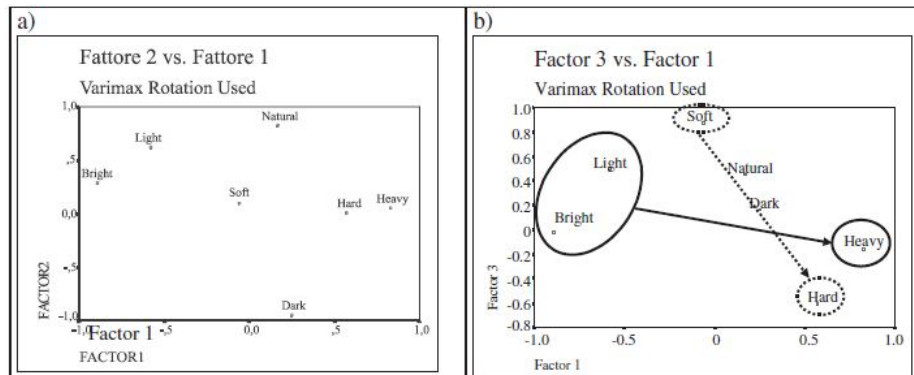 a)
Fattore 2 vs. Fattore 1
Varimax Rotation Used
1,0
Natural
Light
,5
Bright
Soft
Hard
Heavy
0,0
-,5
Dark
-1,0
FACTOR2
-1,0
Factor 1
-,5
0,0
,5
1,0
FACTOR1
b)
Factor 3 vs. Factor 1
Varimax Rotation Used
1.0
Soft
0.8
0.6
Light
Natural
0.4
0.2
Dark
Bright
0
Heavy
-0.2
-0.4
Hard
-0.6
-0.8
Factor 3
-1.0
-0.5
0
0.5
1.0
Factor 1